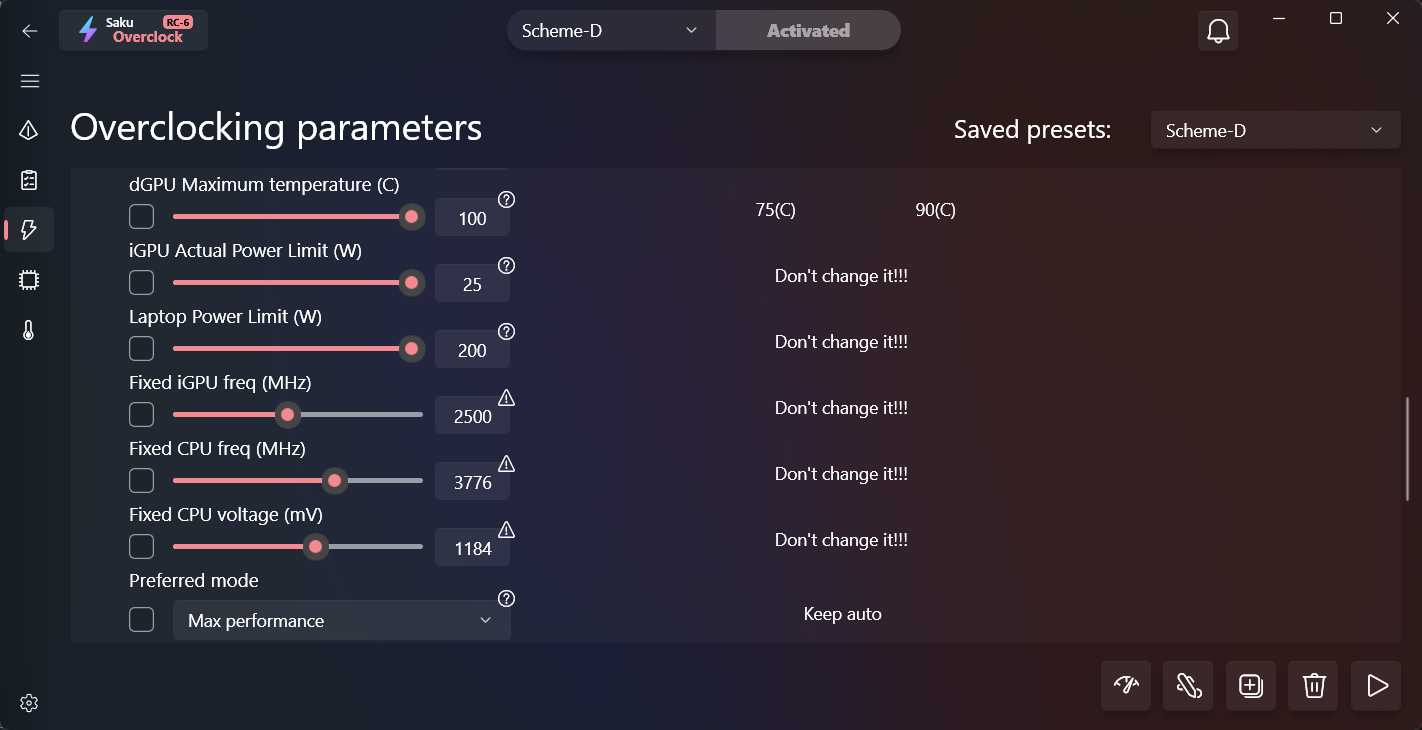 Saku RC-6
Overclock
Scheme-D
Activated
Overclocking parameters
Saved presets:
Scheme-D
dGPU Maximum temperature (C)
100
75(C)
90(C)
iGPU Actual Power Limit (W)
25
Don't change it!!!
Laptop Power Limit (W)
200
Don't change it!!!
Fixed iGPU freq (MHz)
2500
Don't change it!!!
Fixed CPU freq (MHz)
3776
Don't change it!!!
Fixed CPU voltage (mV)
1184
Don't change it!!!
Preferred mode
Max performance
Keep auto